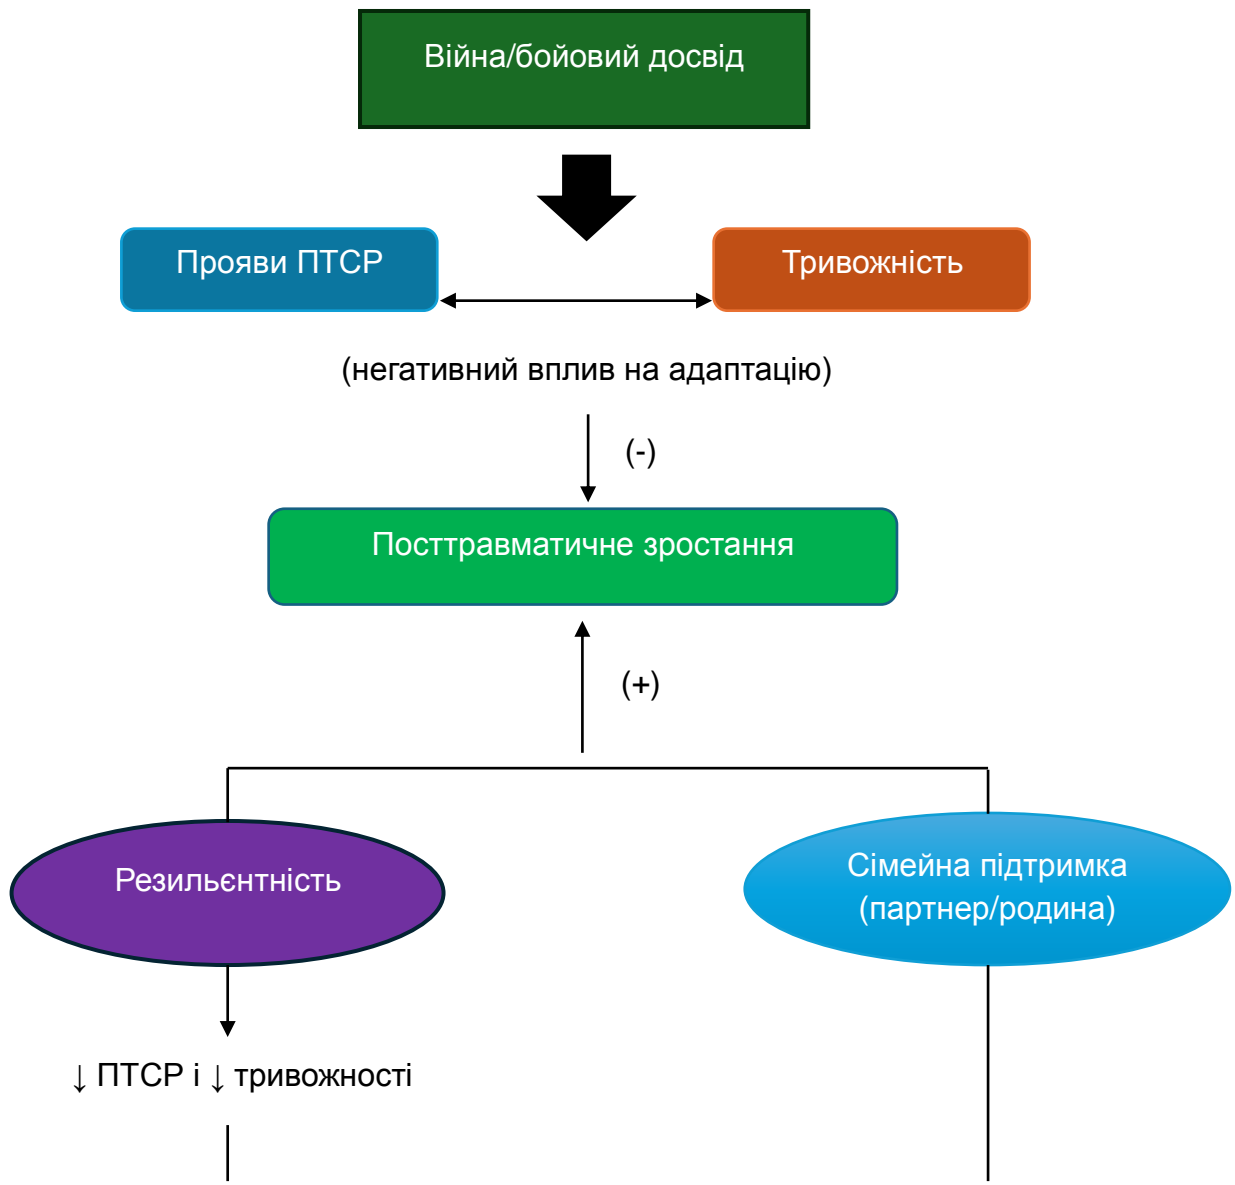 Війна/бойовий досвід
Прояви ПТСР
Тривожність
(негативний вплив на адаптацію)
(-)
Посттравматичне зростання
(+)
Резильєнтність
Сімейна підтримка
(партнер/родина)
↓ ПТСР і ↓ тривожності